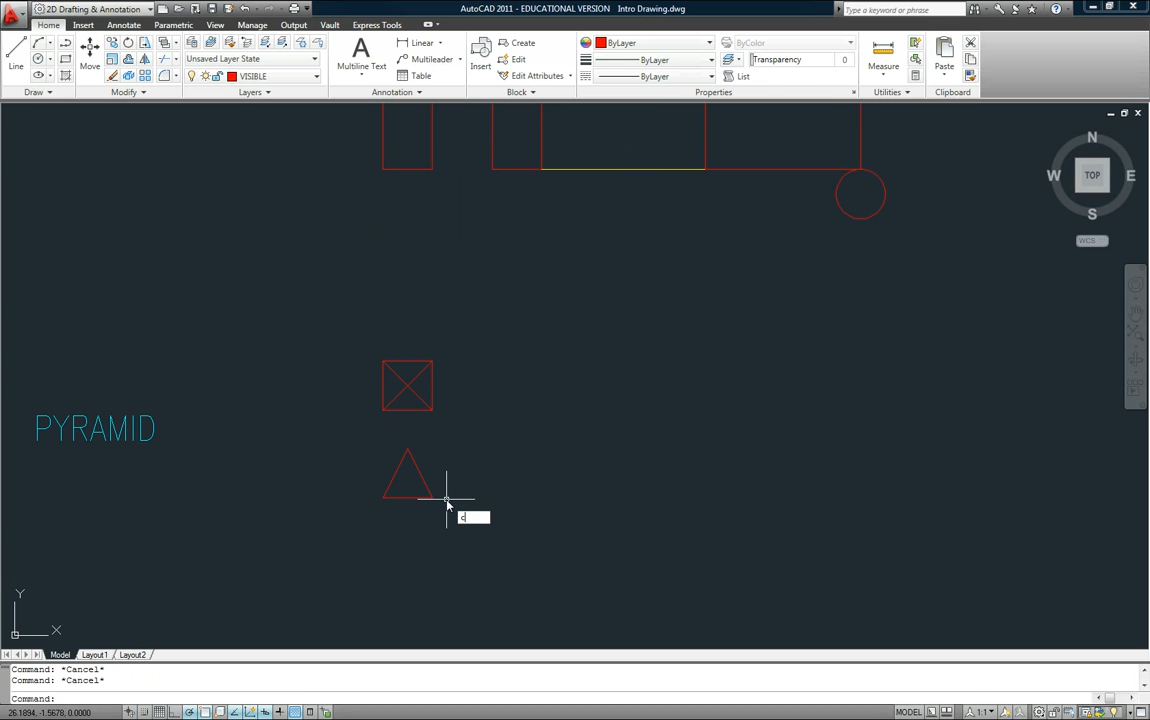 2D Drafting & Annotation
AutoCAD 2011 - EDUCATIONAL VERSION Intro Drawing.dwg
Type a keyword or phrase
Home Insert Annotate Parametric View Manage Output Vault Express Tools
Line
Move
Unsaved Layer State
VISIBLE
Multiline Text
Linear
Multileader
Table
Insert
Create
Edit
Edit Attributes
ByLayer
ByLayer
ByLayer
ByColor
Transparency 0
List
Measure
Paste
Draw Modify Layers Annotation Block Properties Utilities Clipboard
N
W TOP E
S
WCS
PYRAMID
c
Y
X
Model Layout1 Layout2
Command: *Cancel*
Command: *Cancel*
Command:
26.1894, -1.5678, 0.0000
MODEL
1:1